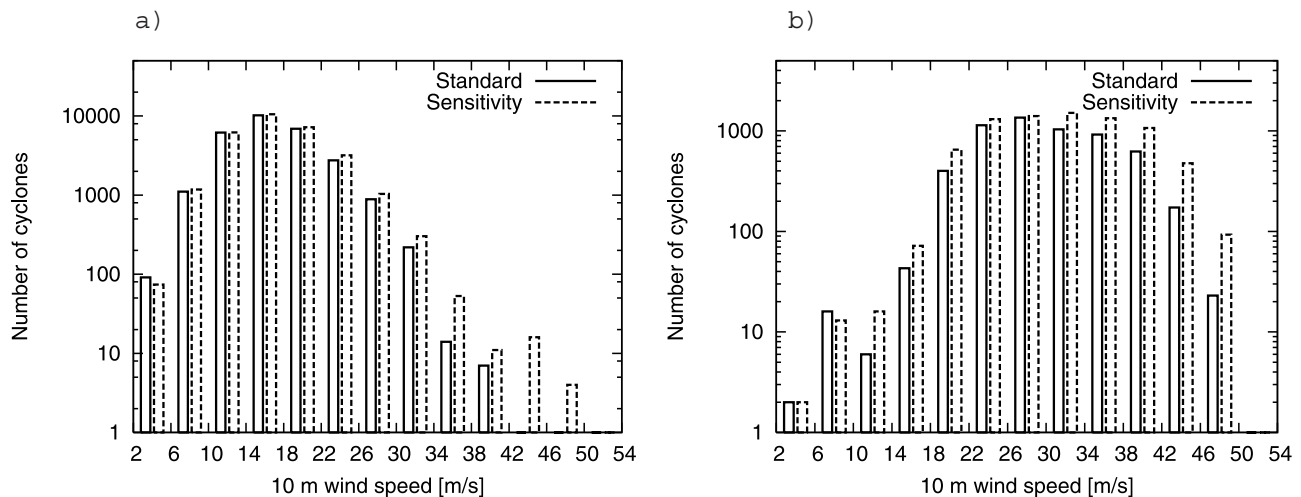 a)
Standard
Sensitivity
10000
1000
100
10
1
2 6 10 14 18 22 26 30 34 38 42 46 50 54
Number of cyclones
10 m wind speed [m/s]
b)
Standard
Sensitivity
1000
100
10
1
2 6 10 14 18 22 26 30 34 38 42 46 50 54
Number of cyclones
10 m wind speed [m/s]